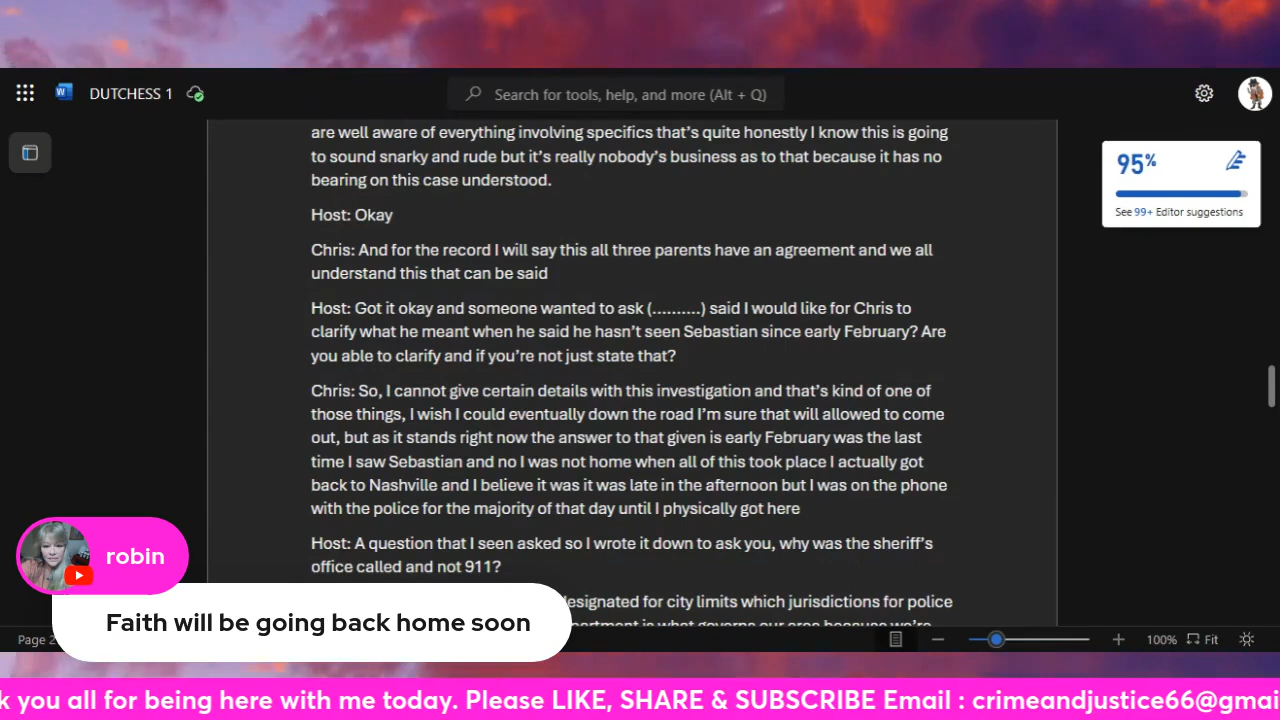 DUTCHESS 1
Search for tools, help, and more (Alt + Q)
are well aware of everything involving specifics that's quite honestly I know this is going
to sound snarky and rude but it's really nobody's business as to that because it has no
bearing on this case understood.
Host: Okay
Chris: And for the record I will say this all three parents have an agreement and we all
understand this that can be said
Host: Got it okay and someone wanted to ask (……….) said I would like for Chris to
clarify what he meant when he said he hasn't seen Sebastian since early February? Are
you able to clarify and if you're not just state that?
Chris: So, I cannot give certain details with this investigation and that's kind of one of
those things, I wish I could eventually down the road I'm sure that will allowed to come
out, but as it stands right now the answer to that given is early February was the last
time I saw Sebastian and no I was not home when all of this took place I actually got
back to Nashville and I believe it was it was late in the afternoon but I was on the phone
with the police for the majority of that day until I physically got here
Host: A question that I seen asked so I wrote it down to ask you, why was the sheriff's
office called and not 911?
designated for city limits which jurisdictions for police
95%
See 99+ Editor suggestions
robin
Faith will be going back home soon
Page 2
100%
Fit
k you all for being here with me today. Please LIKE, SHARE & SUBSCRIBE Email : crimeandjustice66@gmai